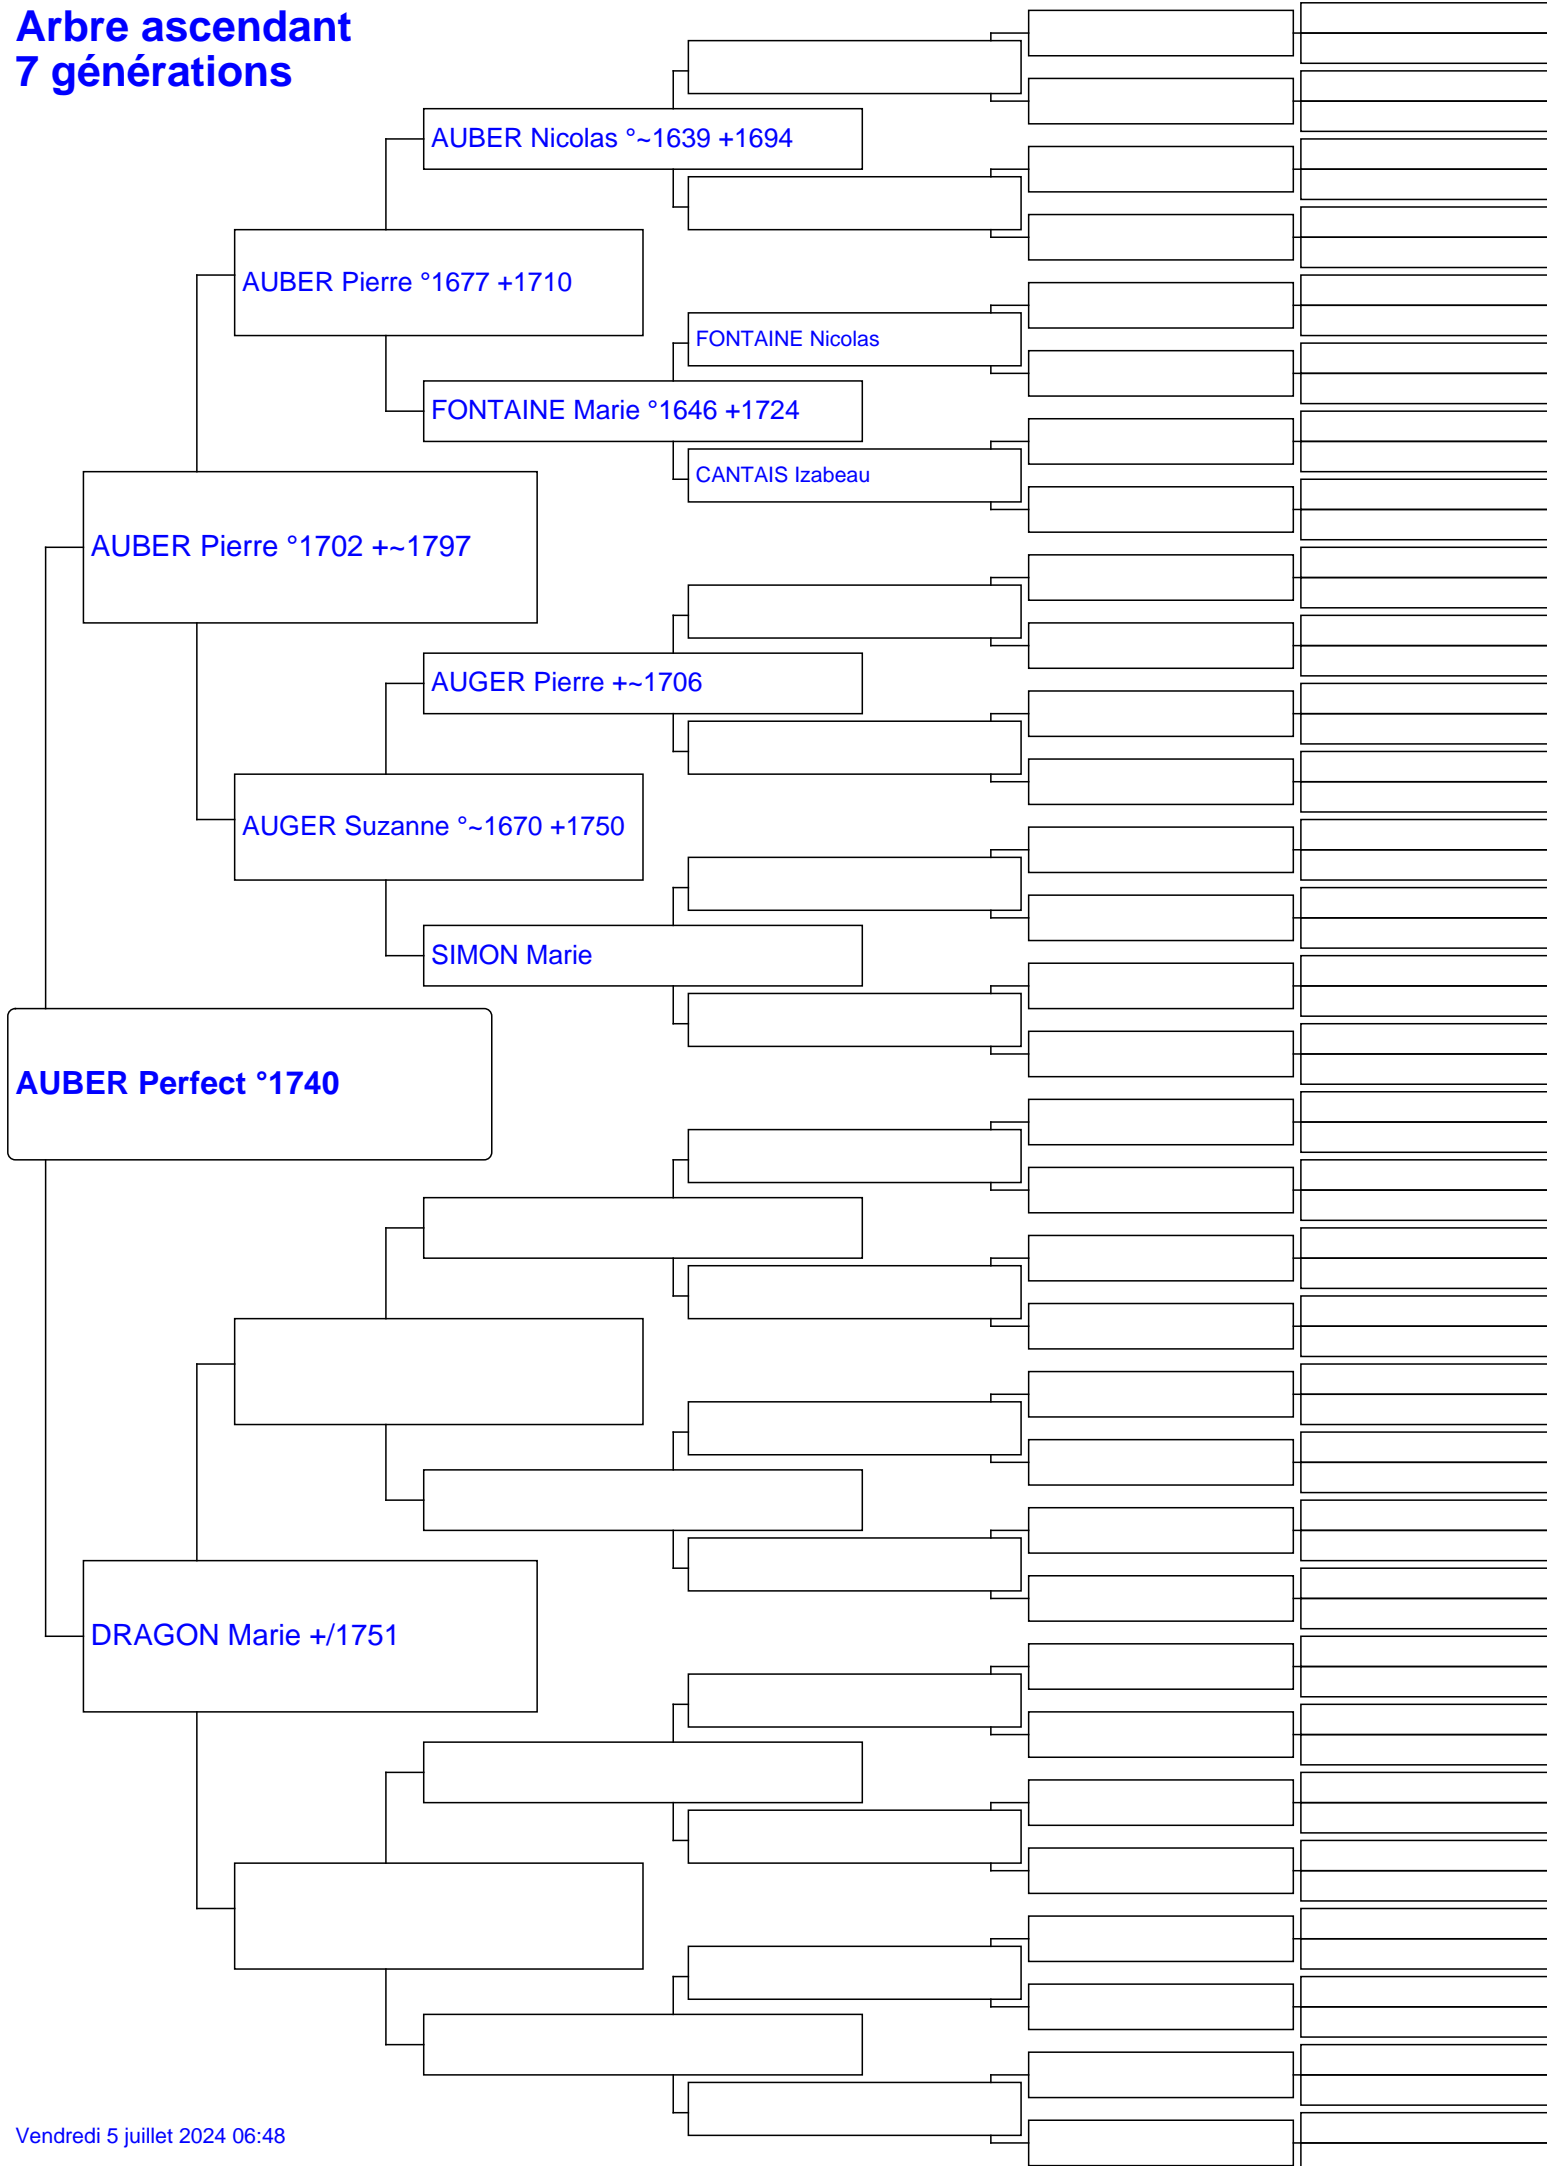 Arbre ascendant
7 générations
AUBER Nicolas °~1639 +1694
AUBER Pierre °1677 +1710
FONTAINE Nicolas
FONTAINE Marie °1646 +1724
CANTAIS Izabeau
AUBER Pierre °1702 +~1797
AUGER Pierre +~1706
AUGER Suzanne °~1670 +1750
SIMON Marie
AUBER Perfect °1740
DRAGON Marie +/1751
Vendredi 5 juillet 2024 06:48